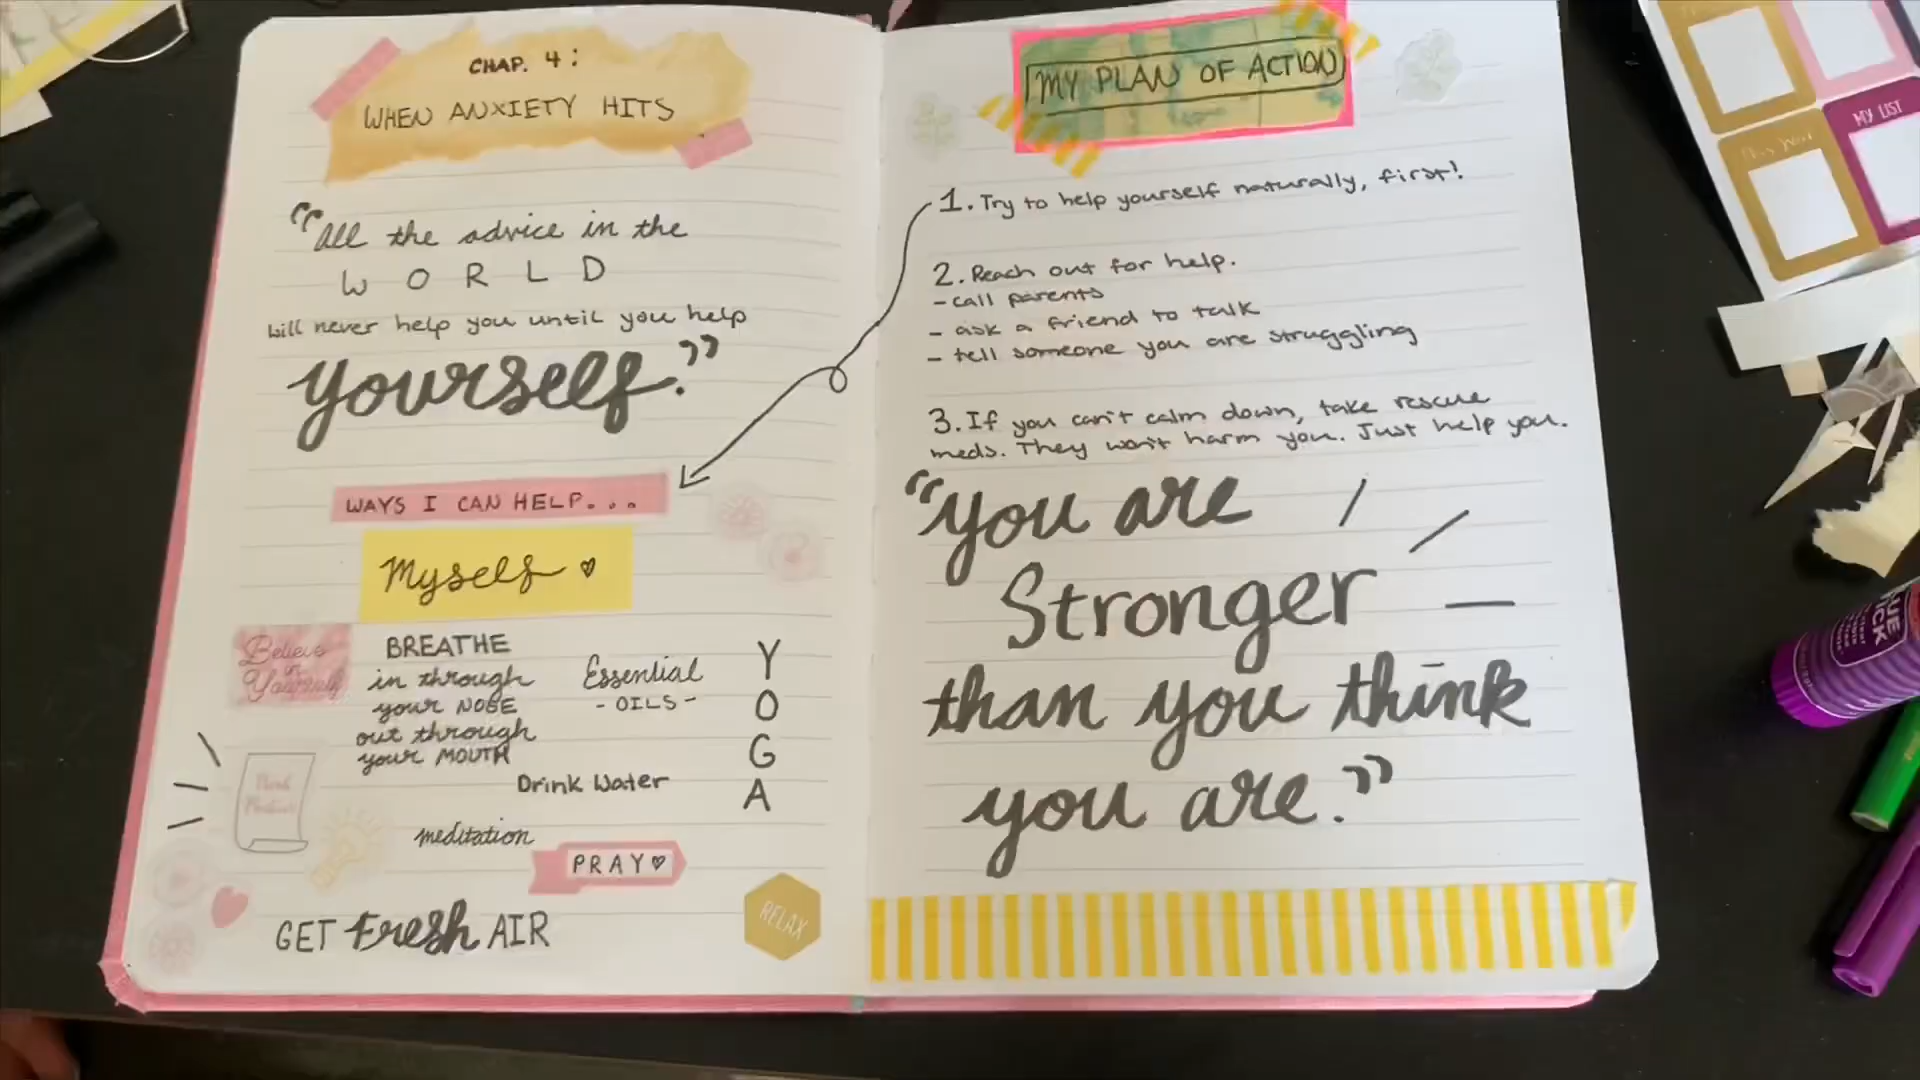 CHAP. 4:
WHEN ANXIETY HITS
"All the advice in the
WORLD
will never help you until you help
yourself."
WAYS I CAN HELP...
Myself
Believe
in
Yourself
BREATHE
in through
your NOSE
out through
your MOUTH
Essential
-OILS-
YOGA
Drink Water
meditation
PRAY
GET Fresh AIR
RELAX
MY PLAN OF ACTION
1. Try to help yourself naturally, first!
2. Reach out for help.
- call parents
- ask a friend to talk
- tell someone you are struggling
3. If you can't calm down, take rescue
meds. They won't harm you. Just help you.
"you are
Stronger
than you think
you are."
MY LIST